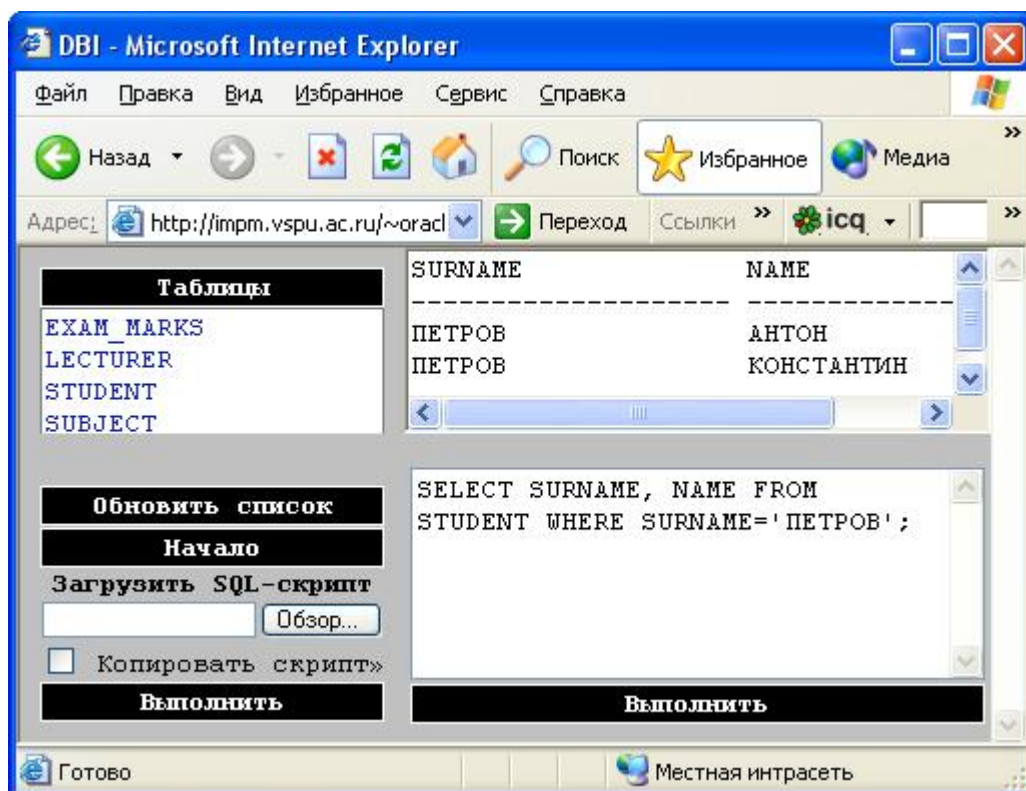 DBI - Microsoft Internet Explorer
Файл Правка Вид Избранное Сервис Справка
Назад Поиск Избранное Медиа »
Адрес: http://impm.vspu.ac.ru/~oracl Переход Ссылки » icq »
Таблицы
EXAM_MARKS
LECTURER
STUDENT
SUBJECT
SURNAME NAME
-------------------- -------------
ПЕТРОВ АНТОН
ПЕТРОВ КОНСТАНТИН
Обновить список
Начало
Загрузить SQL-скрипт
Обзор...
Копировать скрипт»
Выполнить
SELECT SURNAME, NAME FROM
STUDENT WHERE SURNAME='ПЕТРОВ';
Выполнить
Готово Местная интрасеть